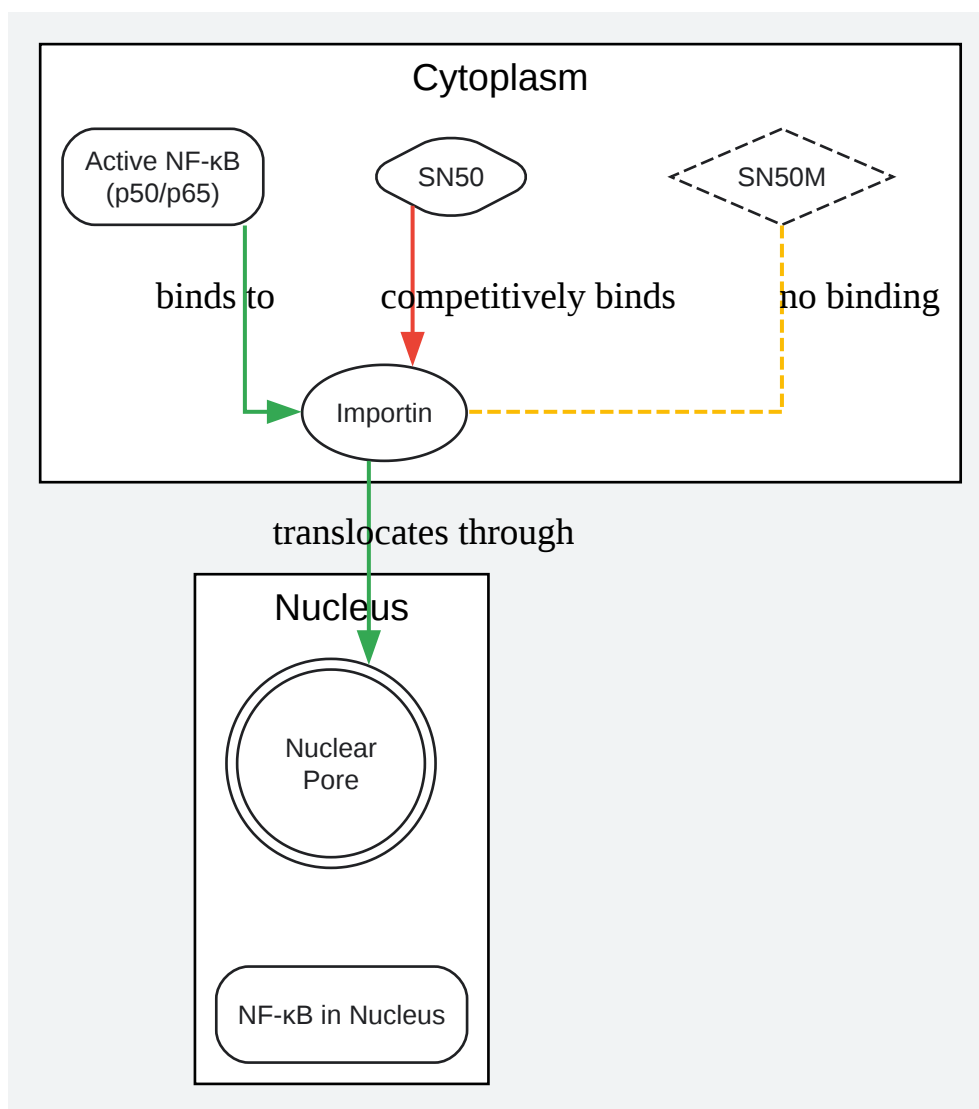 Cytoplasm
Active NF-κB
(p50/p65)
SN50
SN50M
binds to
competitively binds
no binding
Importin
translocates through
Nucleus
Nuclear
Pore
NF-κB in Nucleus